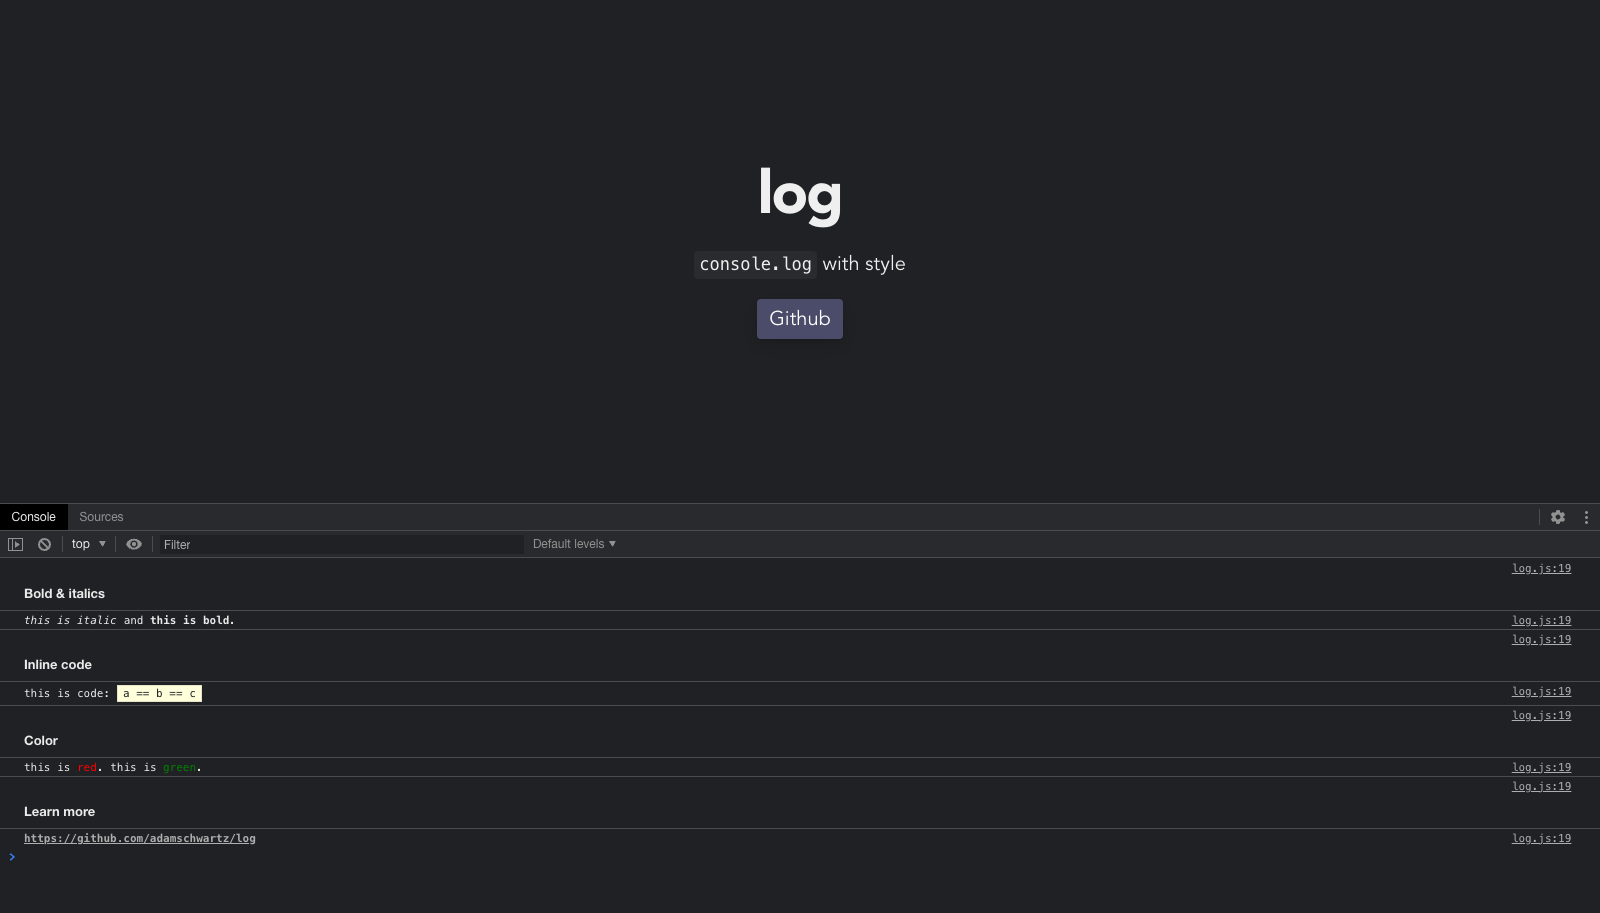 log
console.log with style
Github
Console Sources
top Filter Default levels
log.js:19
Bold & italics
this is italic and this is bold. log.js:19
log.js:19
Inline code
this is code: a == b == c log.js:19
log.js:19
Color
this is red. this is green. log.js:19
log.js:19
Learn more
https://github.com/adamschwartz/log log.js:19